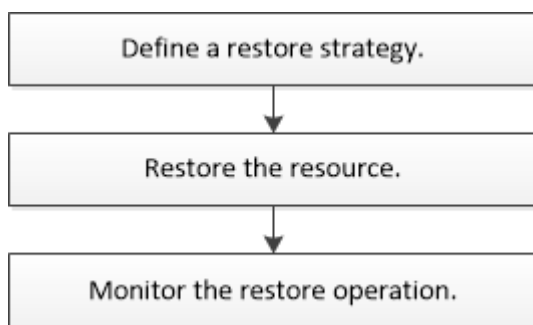 Define a restore strategy.
Restore the resource.
Monitor the restore operation.